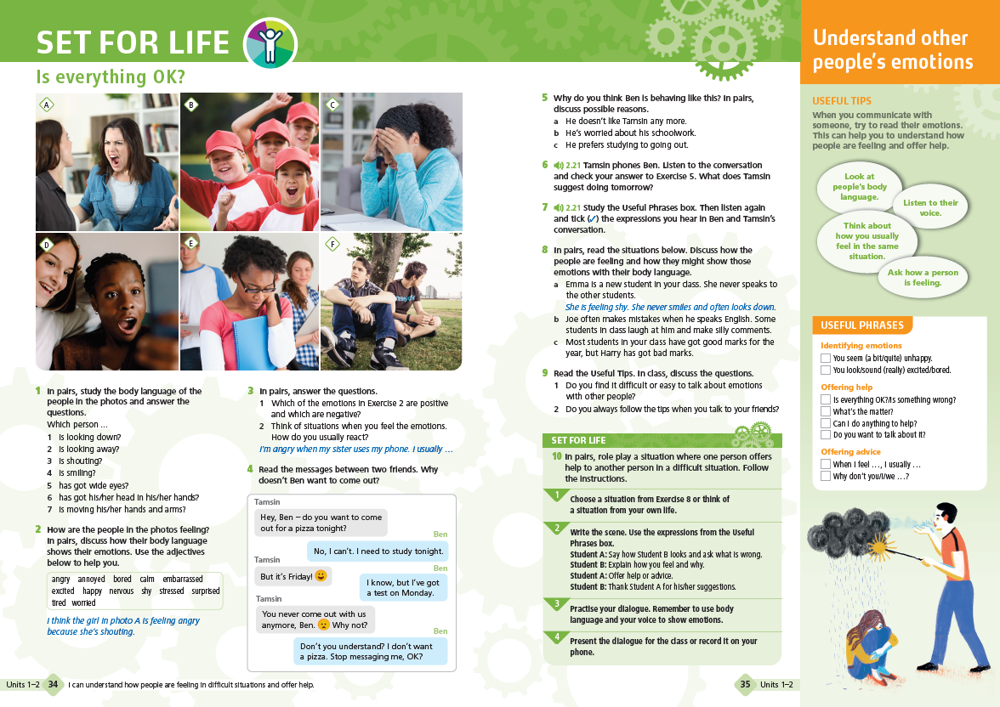 SET FOR LIFE
Is everything OK?
A
B
C
D
E
F
1 In pairs, study the body language of the
people in the photos and answer the
questions.
Which person …
1 is looking down?
2 is looking away?
3 is shouting?
4 is smiling?
5 has got wide eyes?
6 has got his/her head in his/her hands?
7 is moving his/her hands and arms?
2 How are the people in the photos feeling?
In pairs, discuss how their body language
shows their emotions. Use the adjectives
below to help you.
angry annoyed bored calm embarrassed
excited happy nervous shy stressed surprised
tired worried
I think the girl in photo A is feeling angry
because she's shouting.
3 In pairs, answer the questions.
1 Which of the emotions in Exercise 2 are positive
and which are negative?
2 Think of situations when you feel the emotions.
How do you usually react?
I'm angry when my sister uses my phone. I usually …
4 Read the messages between two friends. Why
doesn't Ben want to come out?
Tamsin
Hey, Ben – do you want to come
out for a pizza tonight?
Ben
No, I can't. I need to study tonight.
Tamsin
But it's Friday!
Ben
I know, but I've got
a test on Monday.
Tamsin
You never come out with us
anymore, Ben. Why not?
Ben
Don't you understand? I don't want
a pizza. Stop messaging me, OK?
Units 1–2 34 I can understand how people are feeling in difficult situations and offer help.
5 Why do you think Ben is behaving like this? In pairs,
discuss possible reasons.
a He doesn't like Tamsin any more.
b He's worried about his schoolwork.
c He prefers studying to going out.
6 2.21 Tamsin phones Ben. Listen to the conversation
and check your answer to Exercise 5. What does Tamsin
suggest doing tomorrow?
7 2.21 Study the Useful Phrases box. Then listen again
and tick (✓) the expressions you hear in Ben and Tamsin's
conversation.
8 In pairs, read the situations below. Discuss how the
people are feeling and how they might show those
emotions with their body language.
a Emma is a new student in your class. She never speaks to
the other students.
She is feeling shy. She never smiles and often looks down.
b Joe often makes mistakes when he speaks English. Some
students in class laugh at him and make silly comments.
c Most students in your class have got good marks for the
year, but Harry has got bad marks.
9 Read the Useful Tips. In class, discuss the questions.
1 Do you find it difficult or easy to talk about emotions
with other people?
2 Do you always follow the tips when you talk to your friends?
SET FOR LIFE
10 In pairs, role play a situation where one person offers
help to another person in a difficult situation. Follow
the instructions.
1 Choose a situation from Exercise 8 or think of
a situation from your own life.
2 Write the scene. Use the expressions from the Useful
Phrases box.
Student A: Say how Student B looks and ask what is wrong.
Student B: Explain how you feel and why.
Student A: Offer help or advice.
Student B: Thank Student A for his/her suggestions.
3 Practise your dialogue. Remember to use body
language and your voice to show emotions.
4 Present the dialogue for the class or record it on your
phone.
35 Units 1–2
Understand other
people's emotions
USEFUL TIPS
When you communicate with
someone, try to read their emotions.
This can help you to understand how
people are feeling and offer help.
Look at
people's body
language.
Listen to their
voice.
Think about
how you usually
feel in the same
situation.
Ask how a person
is feeling.
USEFUL PHRASES
Identifying emotions
You seem (a bit/quite) unhappy.
You look/sound (really) excited/bored.
Offering help
Is everything OK?/Is something wrong?
What's the matter?
Can I do anything to help?
Do you want to talk about it?
Offering advice
When I feel …, I usually …
Why don't you/I/we …?